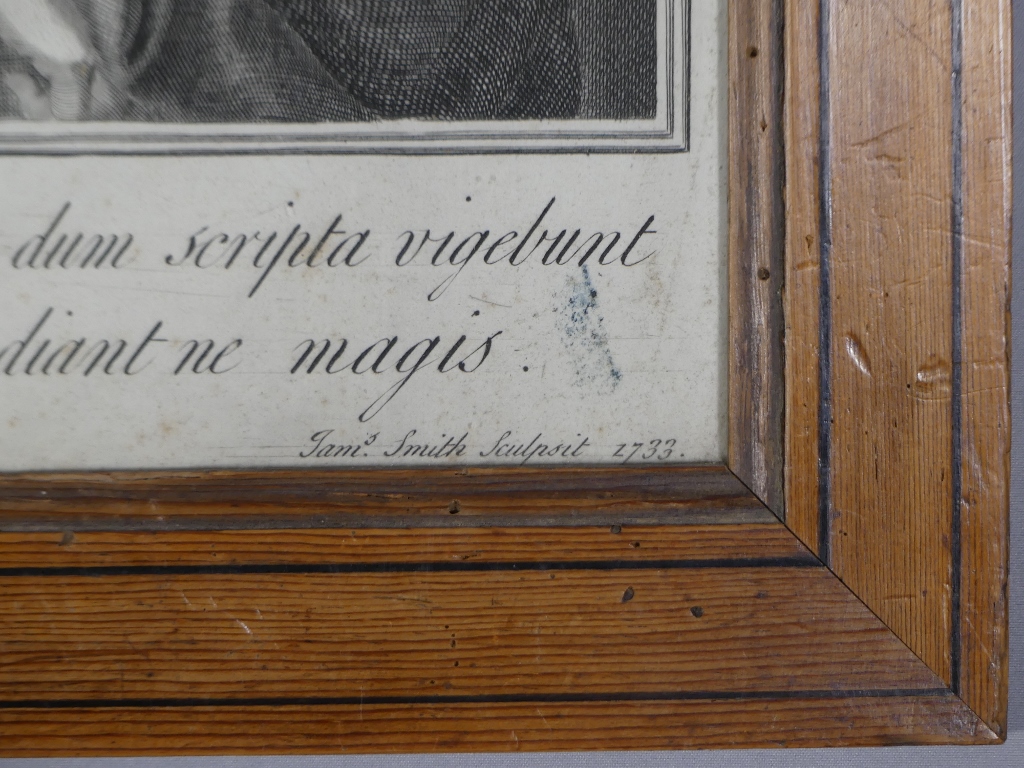 dum scripta vigebunt
diant ne magis .
Jam.s Smith Sculpsit 1733.